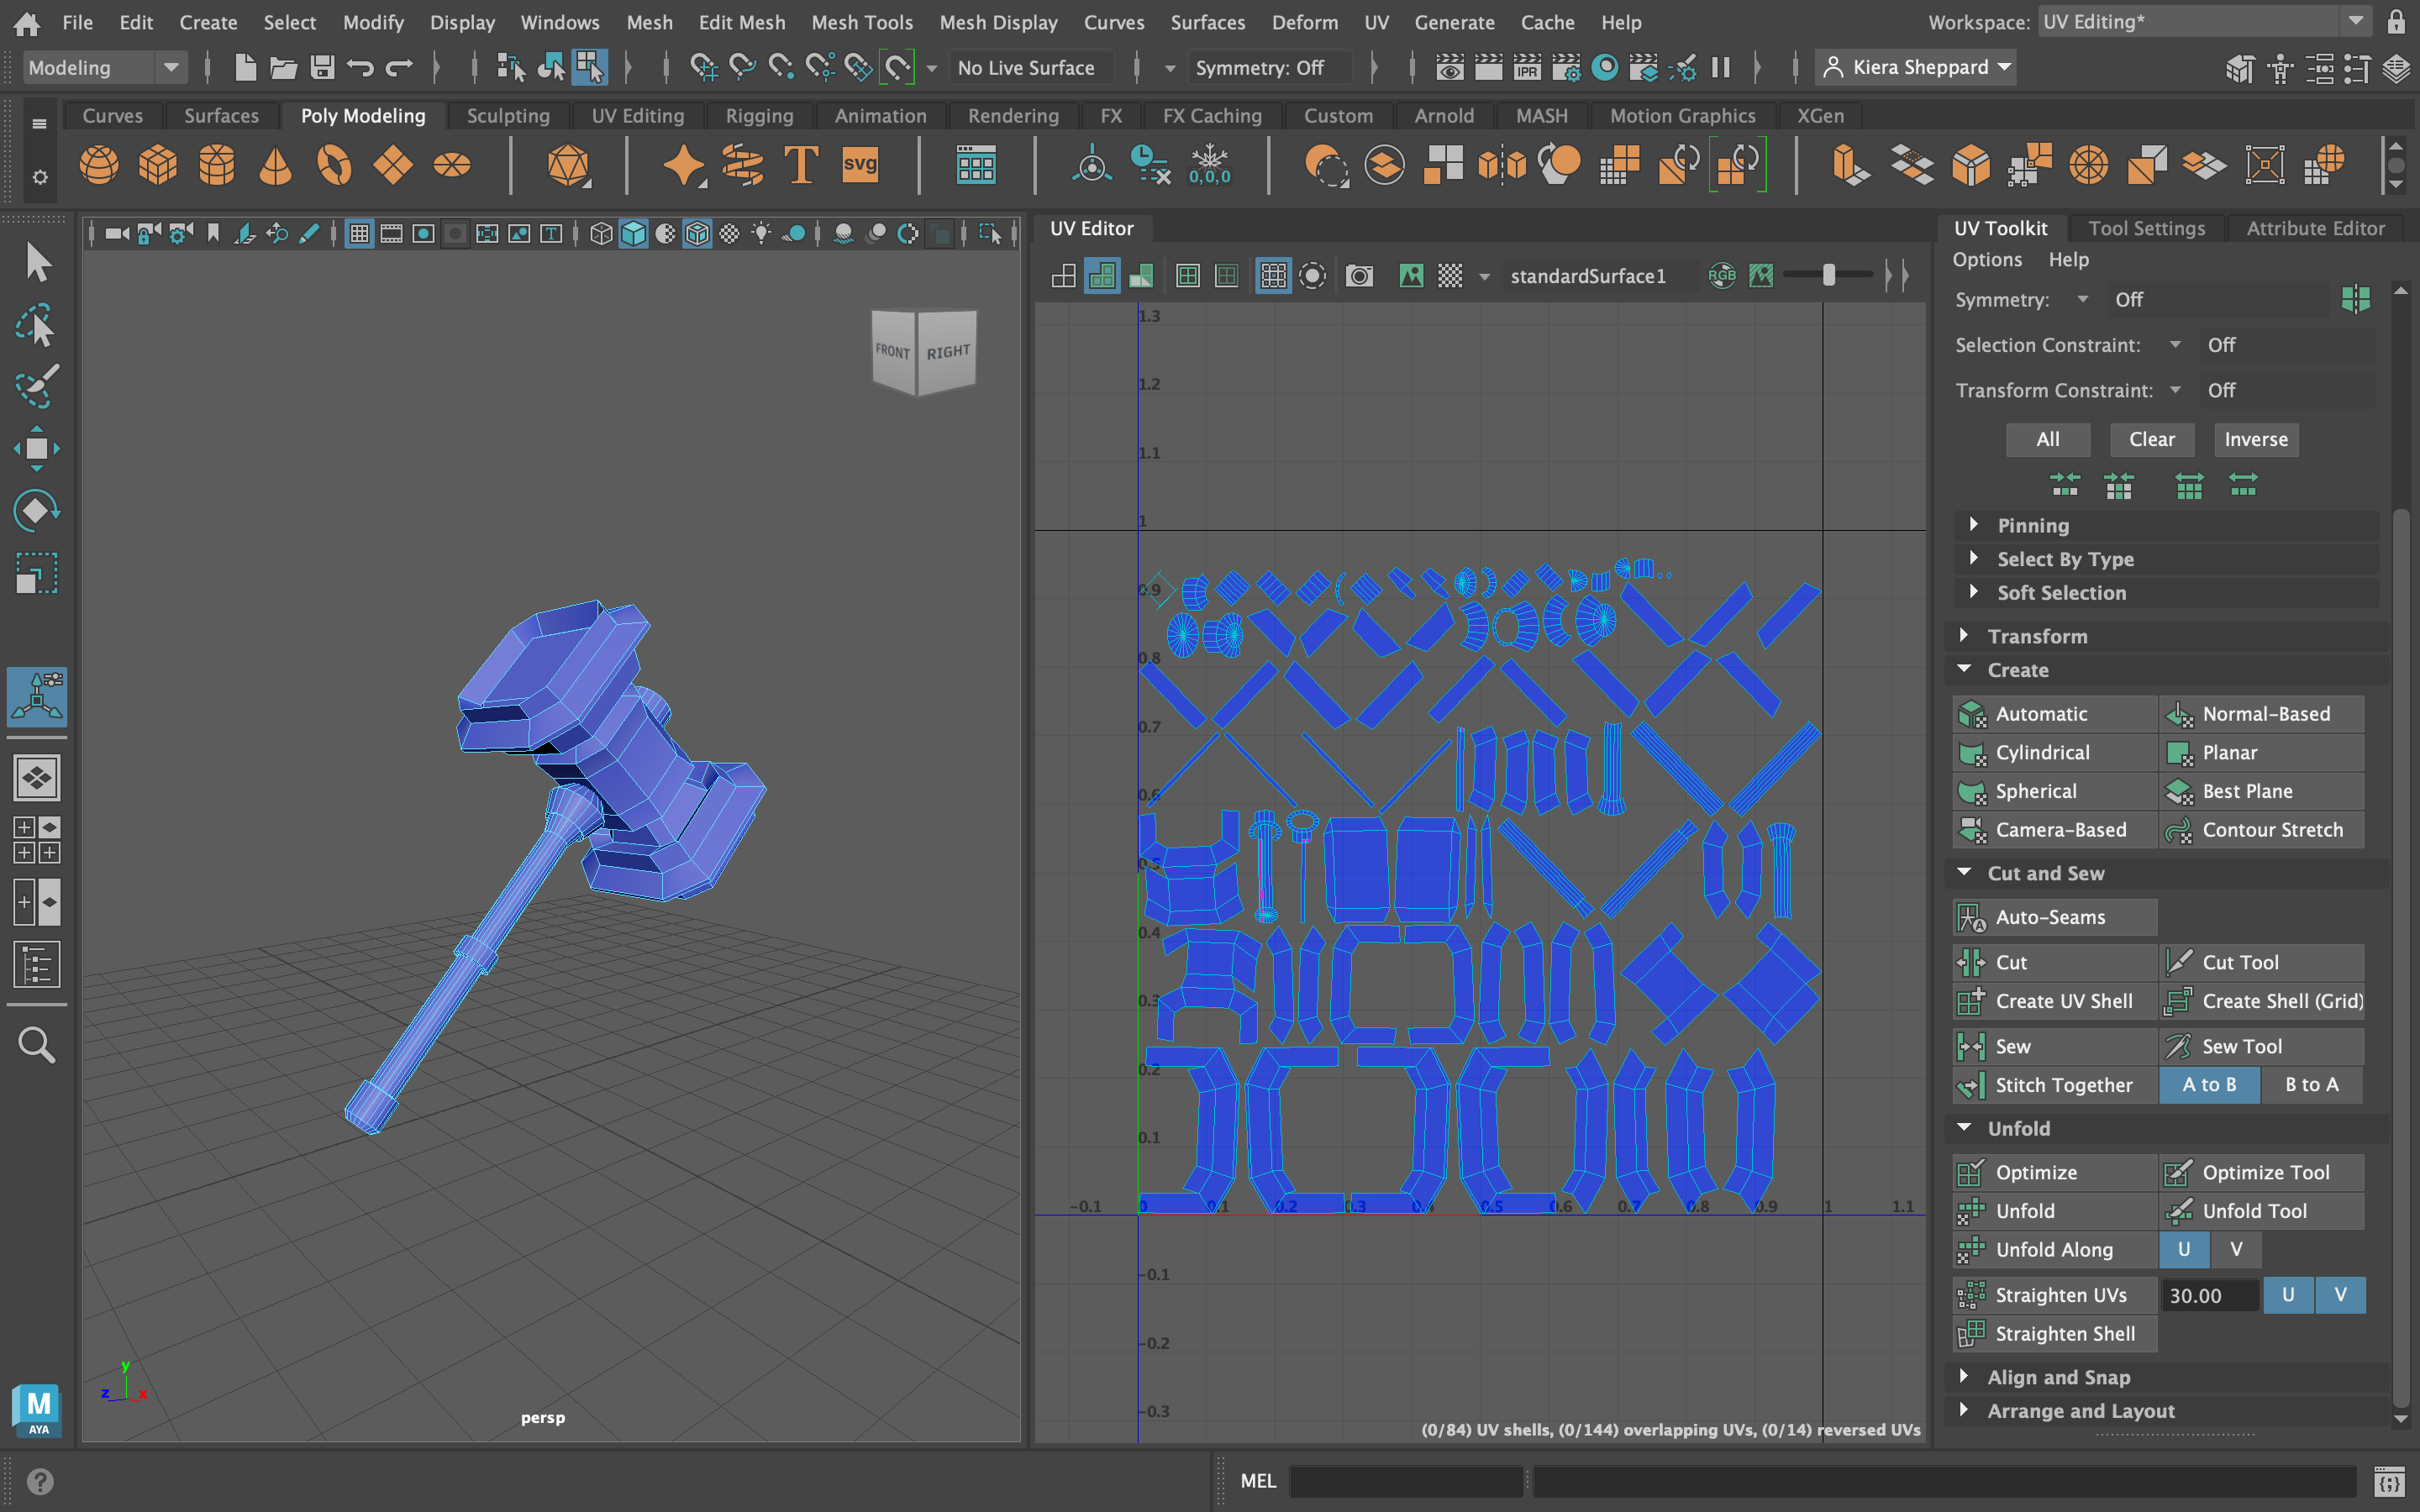 File Edit Create Select Modify Display Windows Mesh Edit Mesh Mesh Tools Mesh Display Curves Surfaces Deform UV Generate Cache Help Workspace: UV Editing*
Modeling No Live Surface Symmetry: Off IPR Kiera Sheppard
Curves Surfaces Poly Modeling Sculpting UV Editing Rigging Animation Rendering FX FX Caching Custom Arnold MASH Motion Graphics XGen
T svg 0,0,0
UV Editor
UV Toolkit Tool Settings Attribute Editor
Options Help
standardSurface1 RGB
Symmetry: Off
Selection Constraint: Off
Transform Constraint: Off
All Clear Inverse
Pinning
Select By Type
Soft Selection
Transform
Create
Automatic Normal-Based
Cylindrical Planar
Spherical Best Plane
Camera-Based Contour Stretch
Cut and Sew
Auto-Seams
Cut Cut Tool
Create UV Shell Create Shell (Grid)
Sew Sew Tool
Stitch Together A to B B to A
Unfold
Optimize Optimize Tool
Unfold Unfold Tool
Unfold Along U V
Straighten UVs 30.00 U V
Straighten Shell
Align and Snap
Arrange and Layout
FRONT RIGHT
1.3
1.2
1.1
1
0.9
0.8
0.7
0.6
0.5
0.4
0.3
0.2
0.1
-0.1 0 0.1 0.2 0.3 0.4 0.5 0.6 0.7 0.8 0.9 1 1.1
-0.1
-0.2
-0.3
(0/84) UV shells, (0/144) overlapping UVs, (0/14) reversed UVs
y
z x
persp
M
AYA
MEL